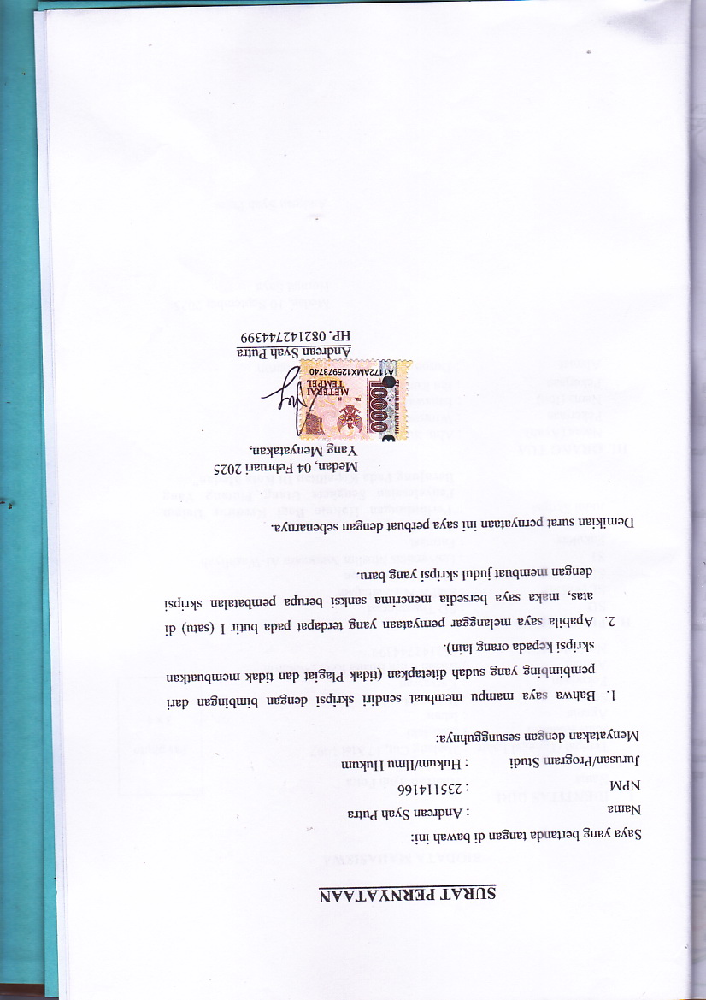 SURAT PERNYATAAN
Saya yang bertanda tangan di bawah ini:
Nama : Andrean Syah Putra
NPM : 235114166
Jurusan/Program Studi : Hukum/Ilmu Hukum
Menyatakan dengan sesungguhnya:
1. Bahwa saya mampu membuat sendiri skripsi dengan bimbingan dari
pembimbing yang sudah ditetapkan (tidak Plagiat dan tidak membuatkan
skripsi kepada orang lain).
2. Apabila saya melanggar pernyataan yang terdapat pada butir 1 (satu) di
atas, maka saya bersedia menerima sanksi berupa pembatalan skripsi
dengan membuat judul skripsi yang baru.
Demikian surat pernyataan ini saya perbuat dengan sebenarnya.
Medan, 04 Februari 2025
Yang Menyatakan,
SEPULUH RIBU RUPIAH
10000
METERAI
TEMPEL
A1172AMX125973740
Andrean Syah Putra
HP. 082142744399